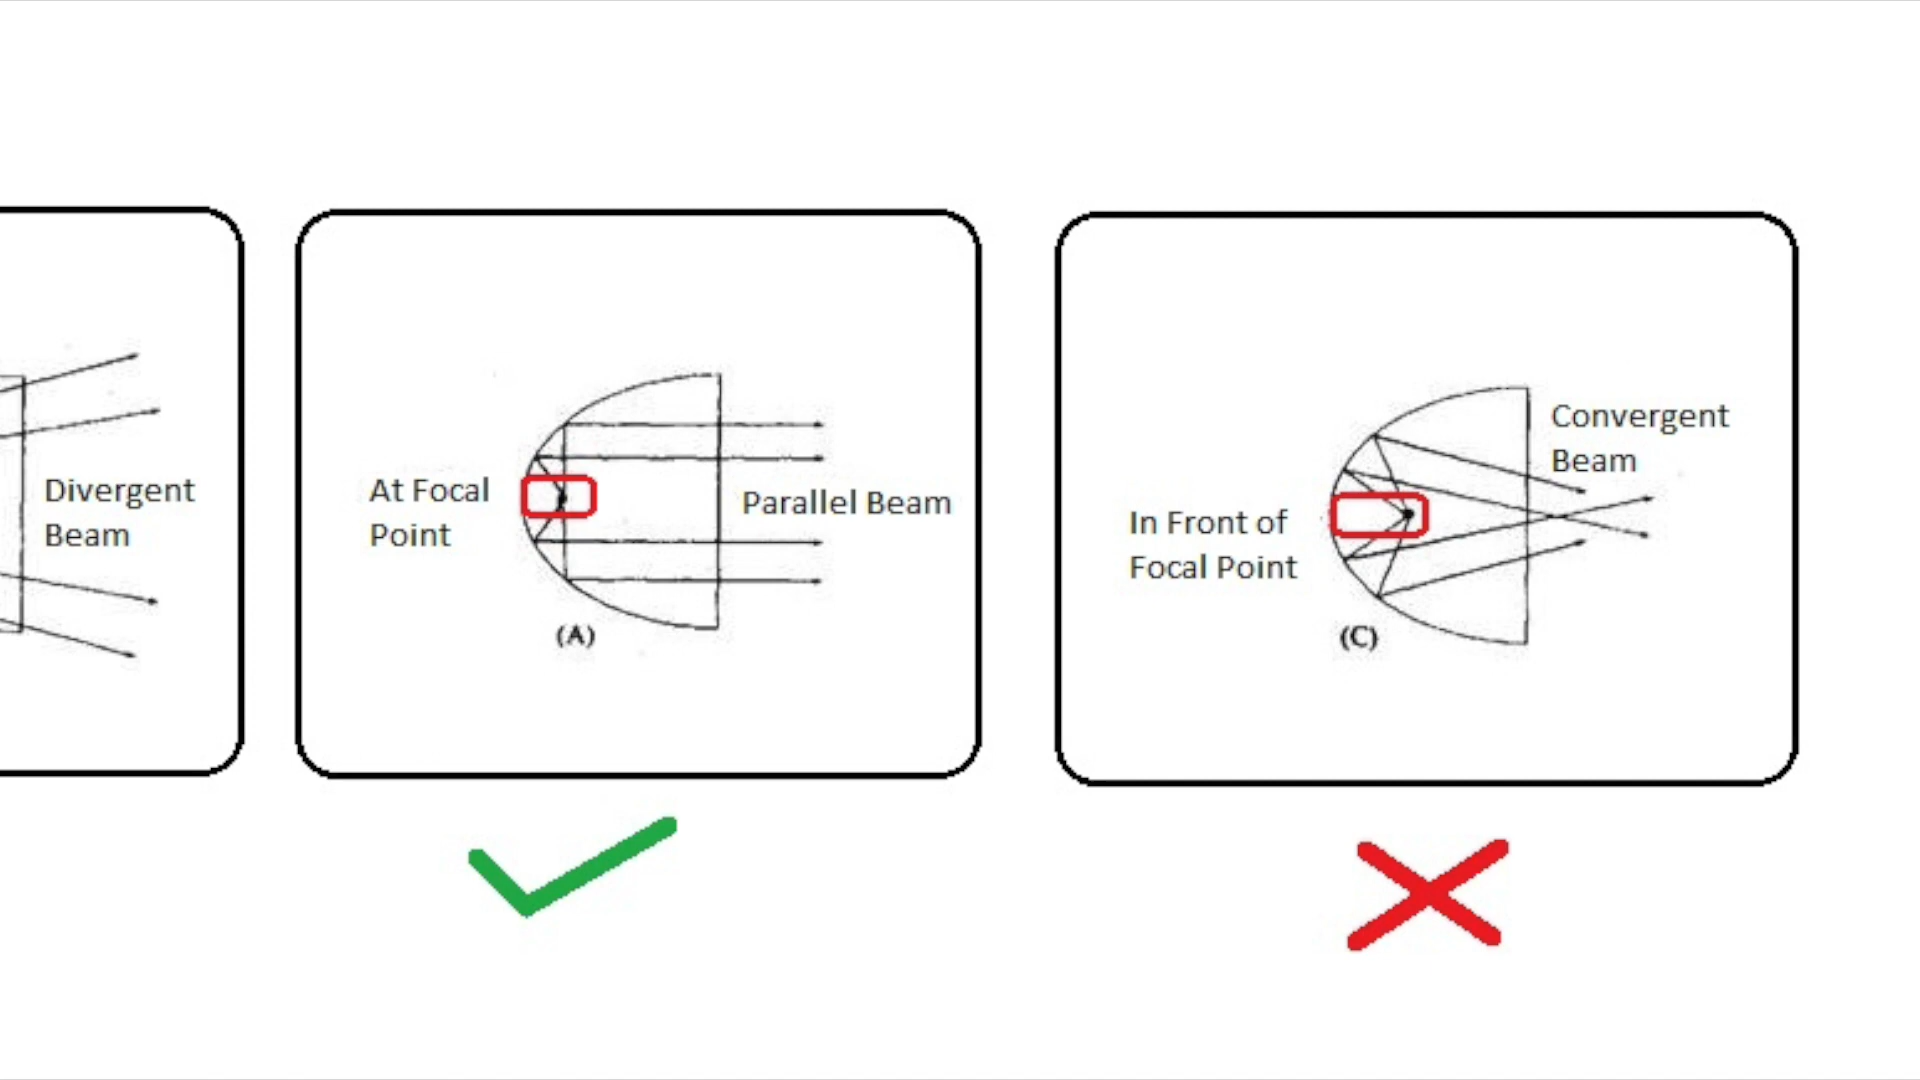 Divergent
Beam
At Focal
Point
Parallel Beam
(A)
Convergent
Beam
In Front of
Focal Point
(C)